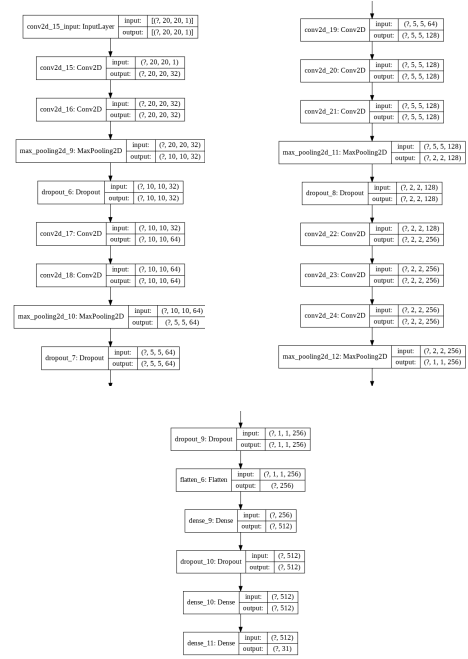 conv2d_15_input: InputLayer
input: [(?, 20, 20, 1)]
output: [(?, 20, 20, 1)]
conv2d_15: Conv2D
input: (?, 20, 20, 1)
output: (?, 20, 20, 32)
conv2d_16: Conv2D
input: (?, 20, 20, 32)
output: (?, 20, 20, 32)
max_pooling2d_9: MaxPooling2D
input: (?, 20, 20, 32)
output: (?, 10, 10, 32)
dropout_6: Dropout
input: (?, 10, 10, 32)
output: (?, 10, 10, 32)
conv2d_17: Conv2D
input: (?, 10, 10, 32)
output: (?, 10, 10, 64)
conv2d_18: Conv2D
input: (?, 10, 10, 64)
output: (?, 10, 10, 64)
max_pooling2d_10: MaxPooling2D
input: (?, 10, 10, 64)
output: (?, 5, 5, 64)
dropout_7: Dropout
input: (?, 5, 5, 64)
output: (?, 5, 5, 64)
conv2d_19: Conv2D
input: (?, 5, 5, 64)
output: (?, 5, 5, 128)
conv2d_20: Conv2D
input: (?, 5, 5, 128)
output: (?, 5, 5, 128)
conv2d_21: Conv2D
input: (?, 5, 5, 128)
output: (?, 5, 5, 128)
max_pooling2d_11: MaxPooling2D
input: (?, 5, 5, 128)
output: (?, 2, 2, 128)
dropout_8: Dropout
input: (?, 2, 2, 128)
output: (?, 2, 2, 128)
conv2d_22: Conv2D
input: (?, 2, 2, 128)
output: (?, 2, 2, 256)
conv2d_23: Conv2D
input: (?, 2, 2, 256)
output: (?, 2, 2, 256)
conv2d_24: Conv2D
input: (?, 2, 2, 256)
output: (?, 2, 2, 256)
max_pooling2d_12: MaxPooling2D
input: (?, 2, 2, 256)
output: (?, 1, 1, 256)
dropout_9: Dropout
input: (?, 1, 1, 256)
output: (?, 1, 1, 256)
flatten_6: Flatten
input: (?, 1, 1, 256)
output: (?, 256)
dense_9: Dense
input: (?, 256)
output: (?, 512)
dropout_10: Dropout
input: (?, 512)
output: (?, 512)
dense_10: Dense
input: (?, 512)
output: (?, 512)
dense_11: Dense
input: (?, 512)
output: (?, 31)